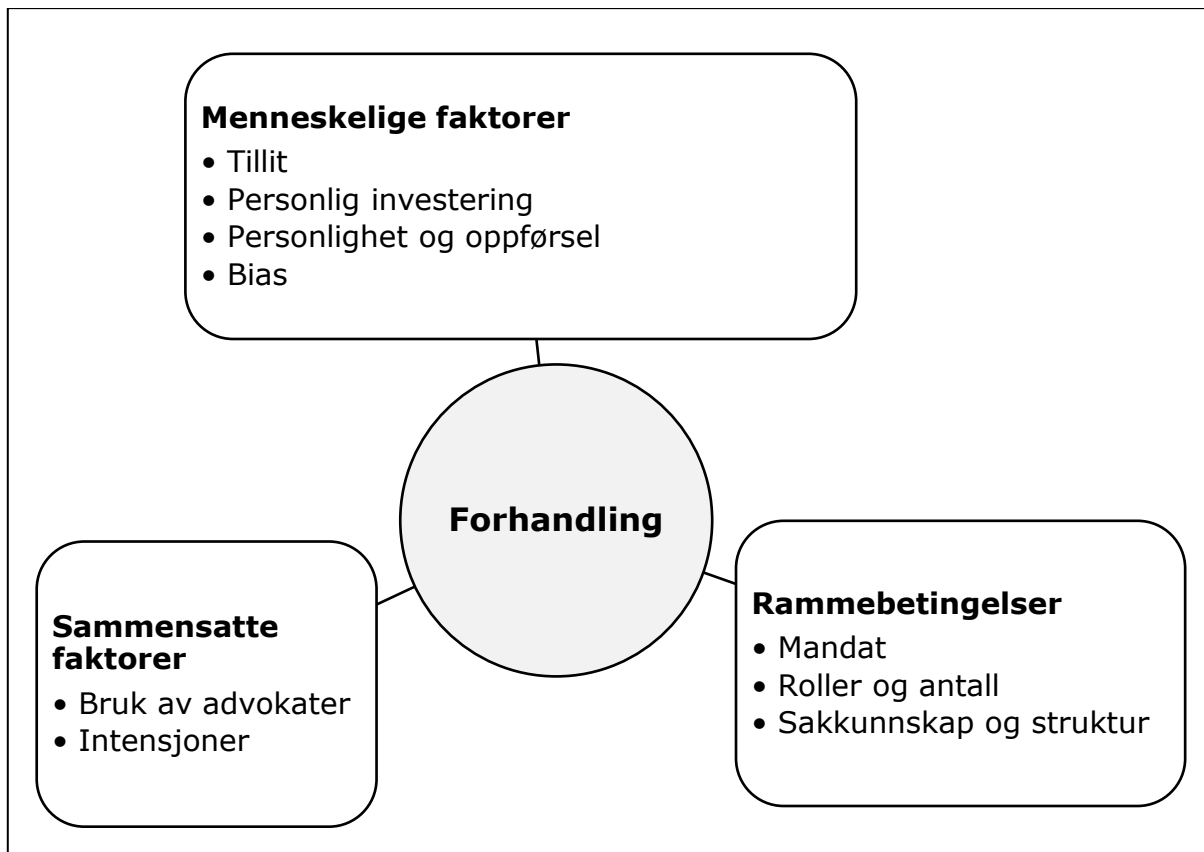 Menneskelige faktorer
• Tillit
• Personlig investering
• Personlighet og oppførsel
• Bias
Forhandling
Sammensatte
faktorer
• Bruk av advokater
• Intensjoner
Rammebetingelser
• Mandat
• Roller og antall
• Sakkunnskap og struktur